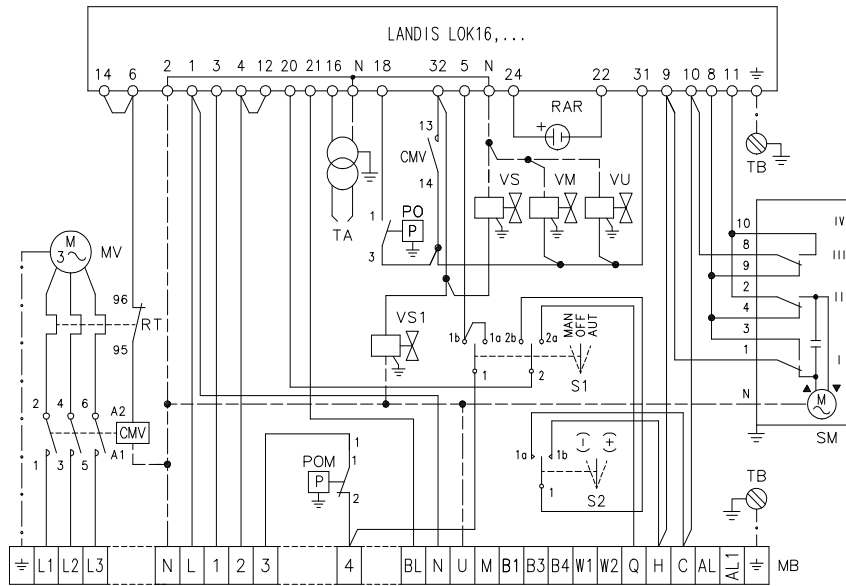 LANDIS LOK16,...
14 6 2 1 3 4 12 20 21 16 N 18 32 5 N 24 22 31 9 10 8 11
RAR
+
TB
13
CMV
14
VS VM VU
TA
1
PO
P
3
10 IV
8 III
9
2 II
4
3
1 I
N
M
SM
M
3
MV
96
RT
95
VS1
1b 1a 2b 2a
MAN
OFF
AUT
1 2
S1
2 4 6 A2
CMV
1 3 5 A1
1
POM
1
P
2
1a 1b
(-) (+)
1
S2
TB
L1 L2 L3 N L 1 2 3 4 BL N U M B1 B3 B4 W1 W2 Q H C AL AL1 MB